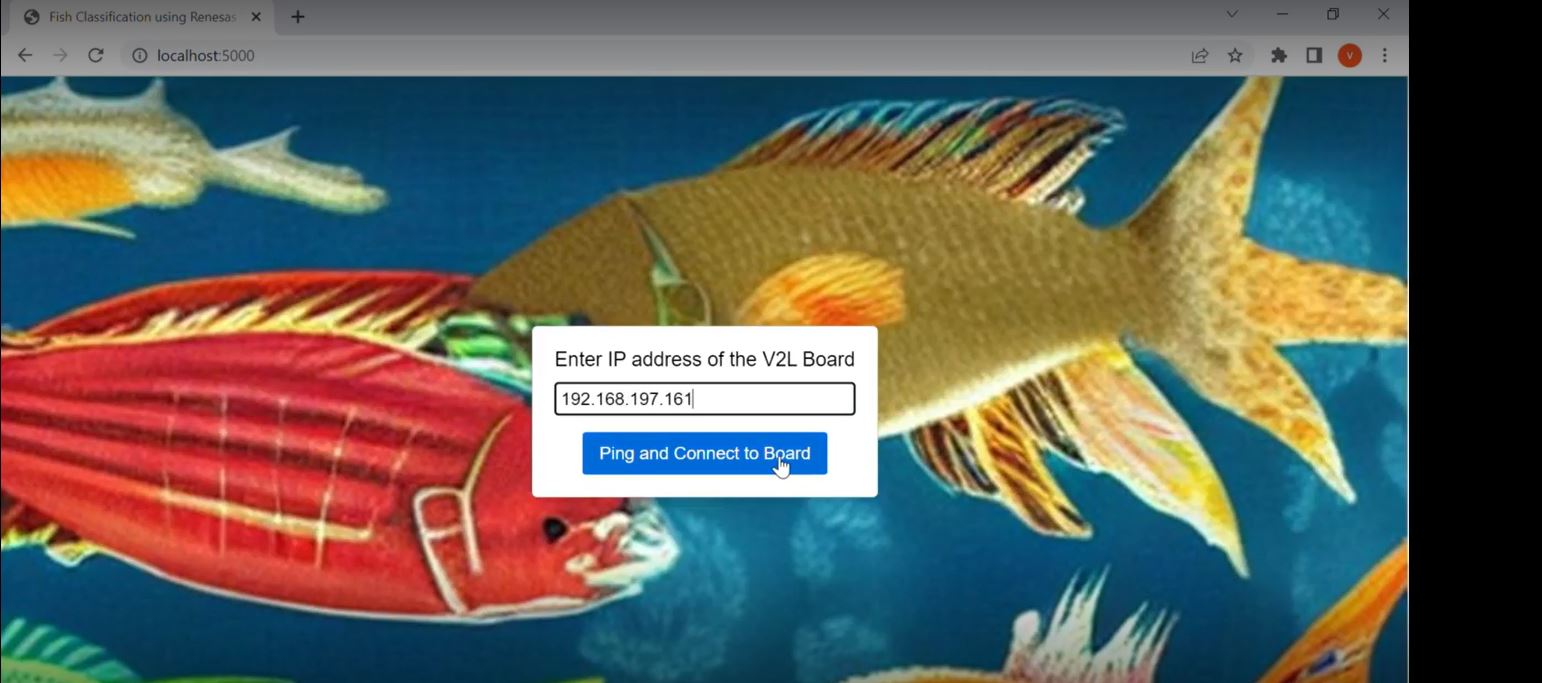 Fish Classification using Renesas
localhost:5000
V
Enter IP address of the V2L Board
192.168.197.161
Ping and Connect to Board